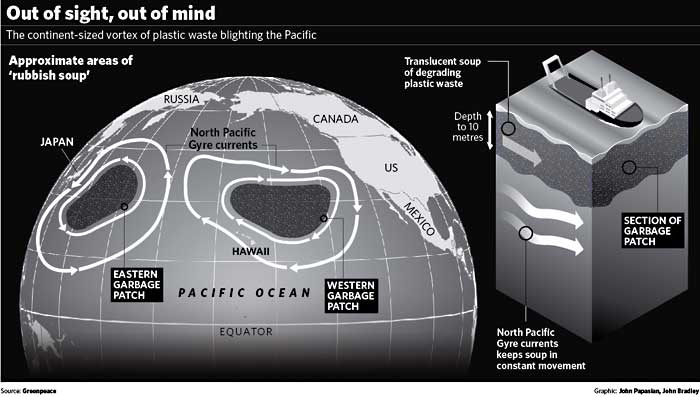 Out of sight, out of mind
The continent-sized vortex of plastic waste blighting the Pacific
Approximate areas of
‘rubbish soup’
RUSSIA
CANADA
JAPAN
North Pacific
Gyre currents
US
MEXICO
HAWAII
EASTERN
GARBAGE
PATCH
PACIFIC OCEAN
WESTERN
GARBAGE
PATCH
EQUATOR
Translucent soup
of degrading
plastic waste
Depth
to 10
metres
SECTION OF
GARBAGE
PATCH
North Pacific
Gyre currents
keeps soup in
constant movement
Source: Greenpeace
Graphic: John Papasian, John Bradley